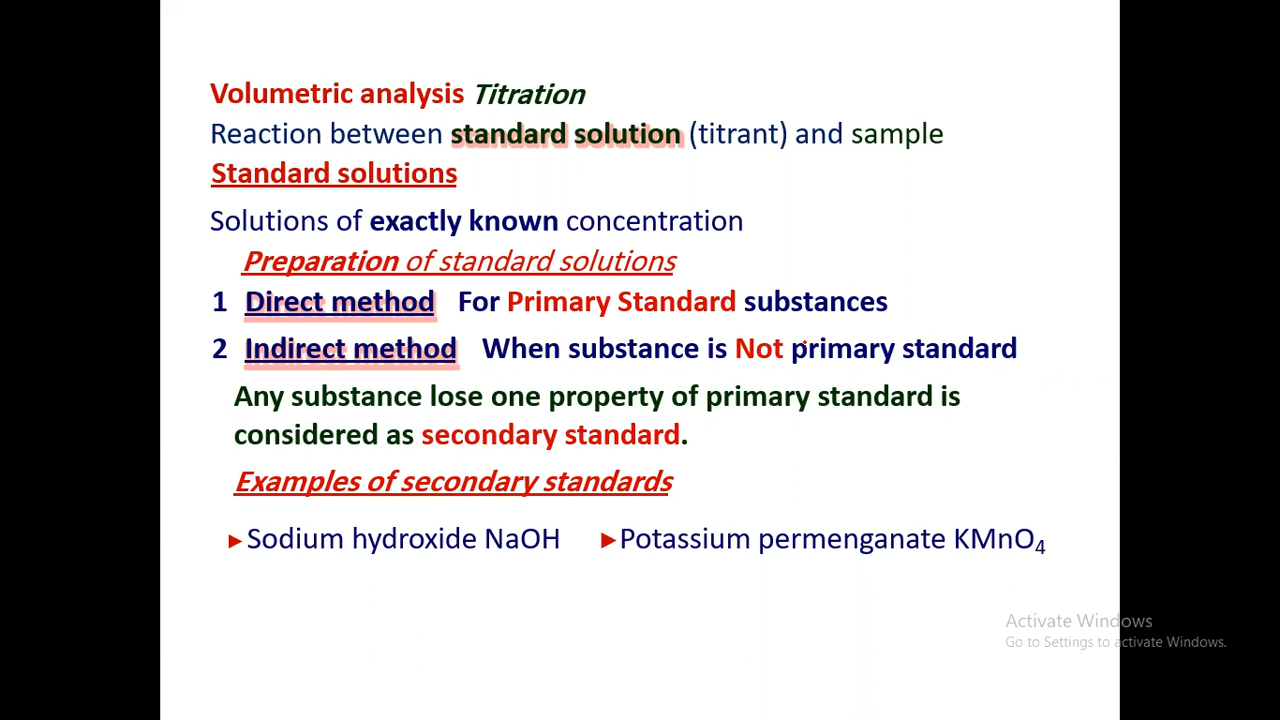 Volumetric analysis Titration
Reaction between standard solution (titrant) and sample
Standard solutions
Solutions of exactly known concentration
Preparation of standard solutions
1 Direct method For Primary Standard substances
2 Indirect method When substance is Not primary standard
Any substance lose one property of primary standard is
considered as secondary standard.
Examples of secondary standards
▸Sodium hydroxide NaOH ▸Potassium permenganate KMnO₄
Activate Windows
Go to Settings to activate Windows.